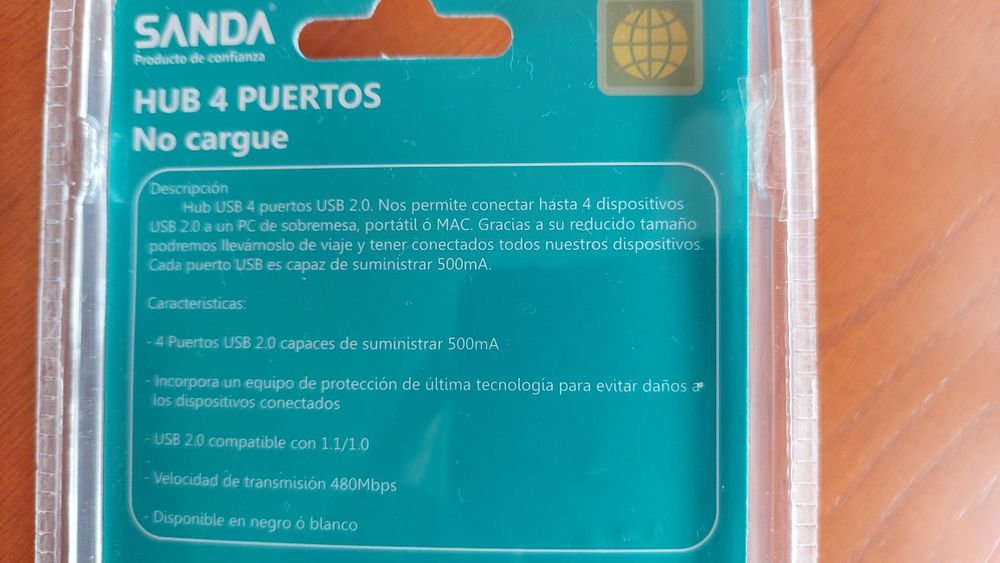 SANDA
Producto de confianza
HUB 4 PUERTOS
No cargue
Descripción
Hub USB 4 puertos USB 2.0. Nos permite conectar hasta 4 dispositivos
USB 2.0 a un PC de sobremesa, portátil ó MAC. Gracias a su reducido tamaño
podremos llevárnoslo de viaje y tener conectados todos nuestros dispositivos.
Cada puerto USB es capaz de suministrar 500mA.
Características:
- 4 Puertos USB 2.0 capaces de suministrar 500mA
- Incorpora un equipo de protección de última tecnología para evitar daños a
los dispositivos conectados
- USB 2.0 compatible con 1.1/1.0
- Velocidad de transmisión 480Mbps
- Disponible en negro ó blanco